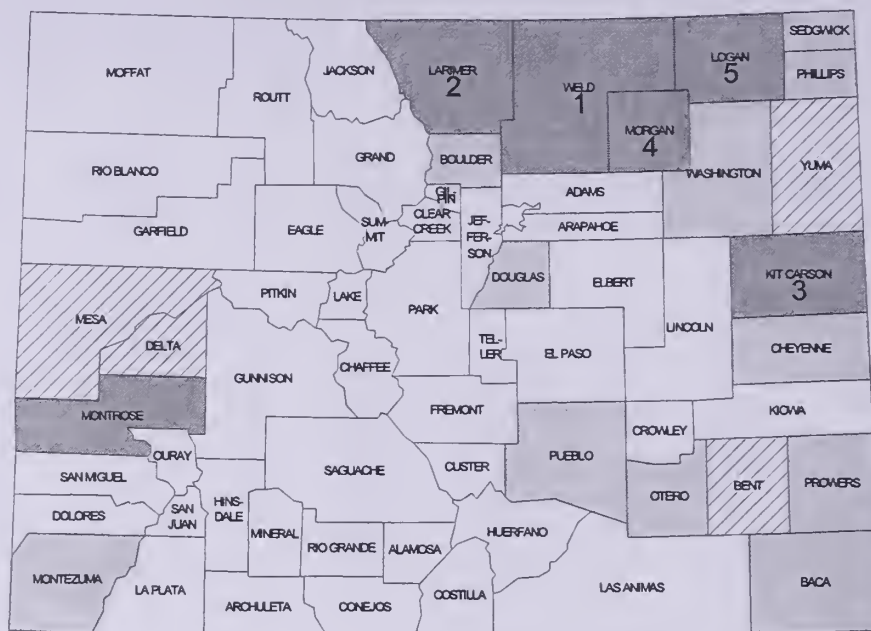 SEDGWICK
MOFFAT
JACKSON
LARIMER
2
WELD
1
LOGAN
5
PHILLIPS
ROUTT
MORGAN
4
RIO BLANCO
GRAND
BOULDER
WASHINGTON
YUMA
GIL-
PIN
ADAMS
GARFIELD
EAGLE
SUM-
MIT
CLEAR
CREEK
JEF-
FER-
SON
ARAPAHOE
DOUGLAS
ELBERT
KIT CARSON
3
PITKIN
LAKE
PARK
LINCOLN
MESA
DELTA
TEL-
LER
EL PASO
CHEYENNE
GUNNISON
CHAFFEE
MONTROSE
FREMONT
KIOWA
CROWLEY
OURAY
SAGUACHE
CUSTER
PUEBLO
SAN MIGUEL
OTERO
BENT
PROWERS
DOLORES
SAN
JUAN
HINS-
DALE
MINERAL
RIO GRANDE
ALAMOSA
HUERFANO
MONTEZUMA
LA PLATA
ARCHULETA
CONEJOS
COSTILLA
LAS ANIMAS
BACA